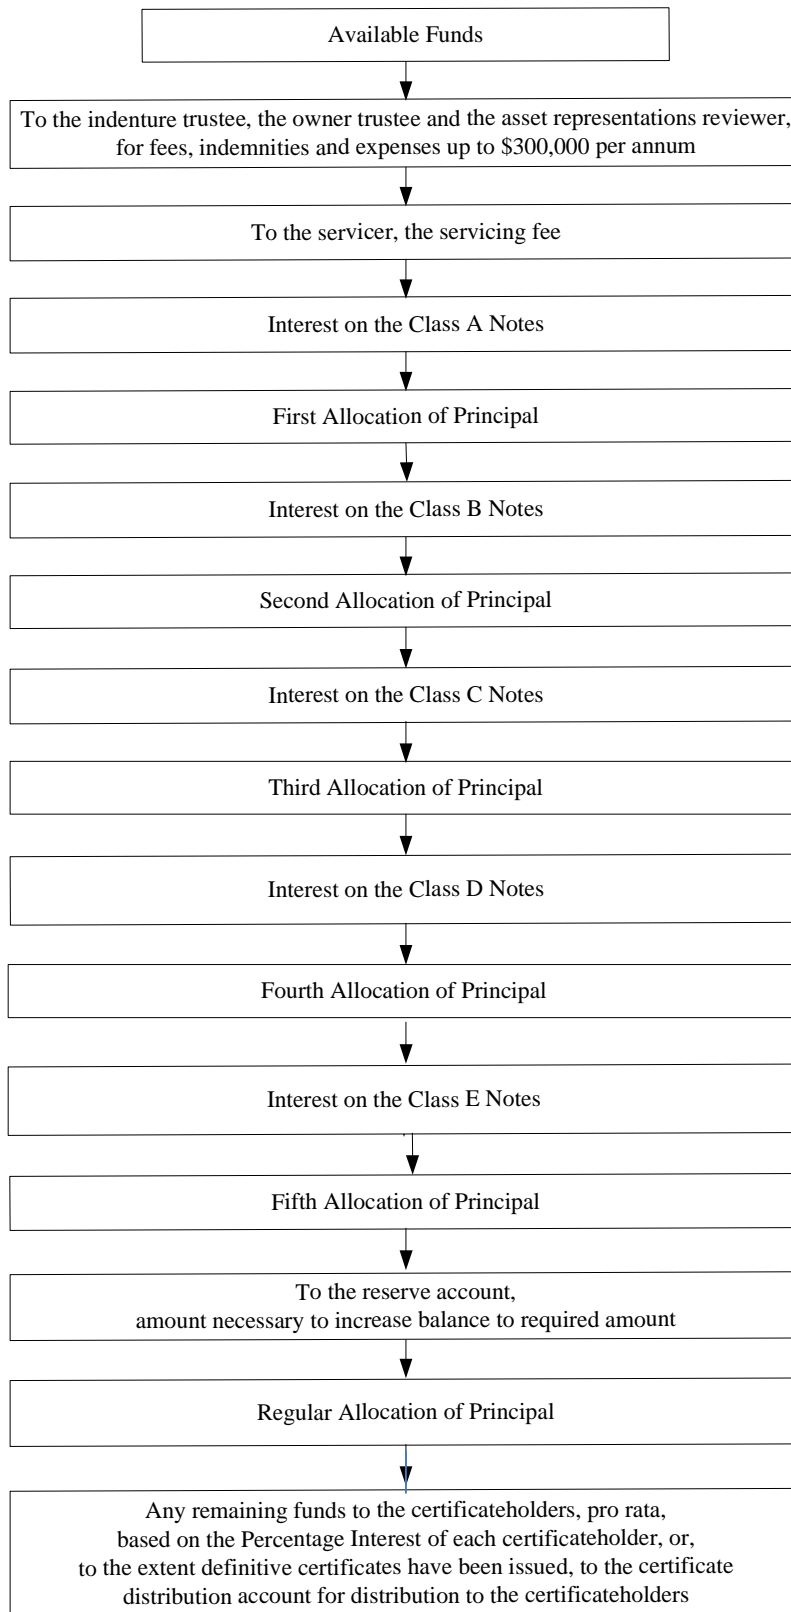 Available Funds
To the indenture trustee, the owner trustee and the asset representations reviewer,
for fees, indemnities and expenses up to $300,000 per annum
To the servicer, the servicing fee
Interest on the Class A Notes
First Allocation of Principal
Interest on the Class B Notes
Second Allocation of Principal
Interest on the Class C Notes
Third Allocation of Principal
Interest on the Class D Notes
Fourth Allocation of Principal
Interest on the Class E Notes
Fifth Allocation of Principal
To the reserve account,
amount necessary to increase balance to required amount
Regular Allocation of Principal
Any remaining funds to the certificateholders, pro rata,
based on the Percentage Interest of each certificateholder, or,
to the extent definitive certificates have been issued, to the certificate
distribution account for distribution to the certificateholders